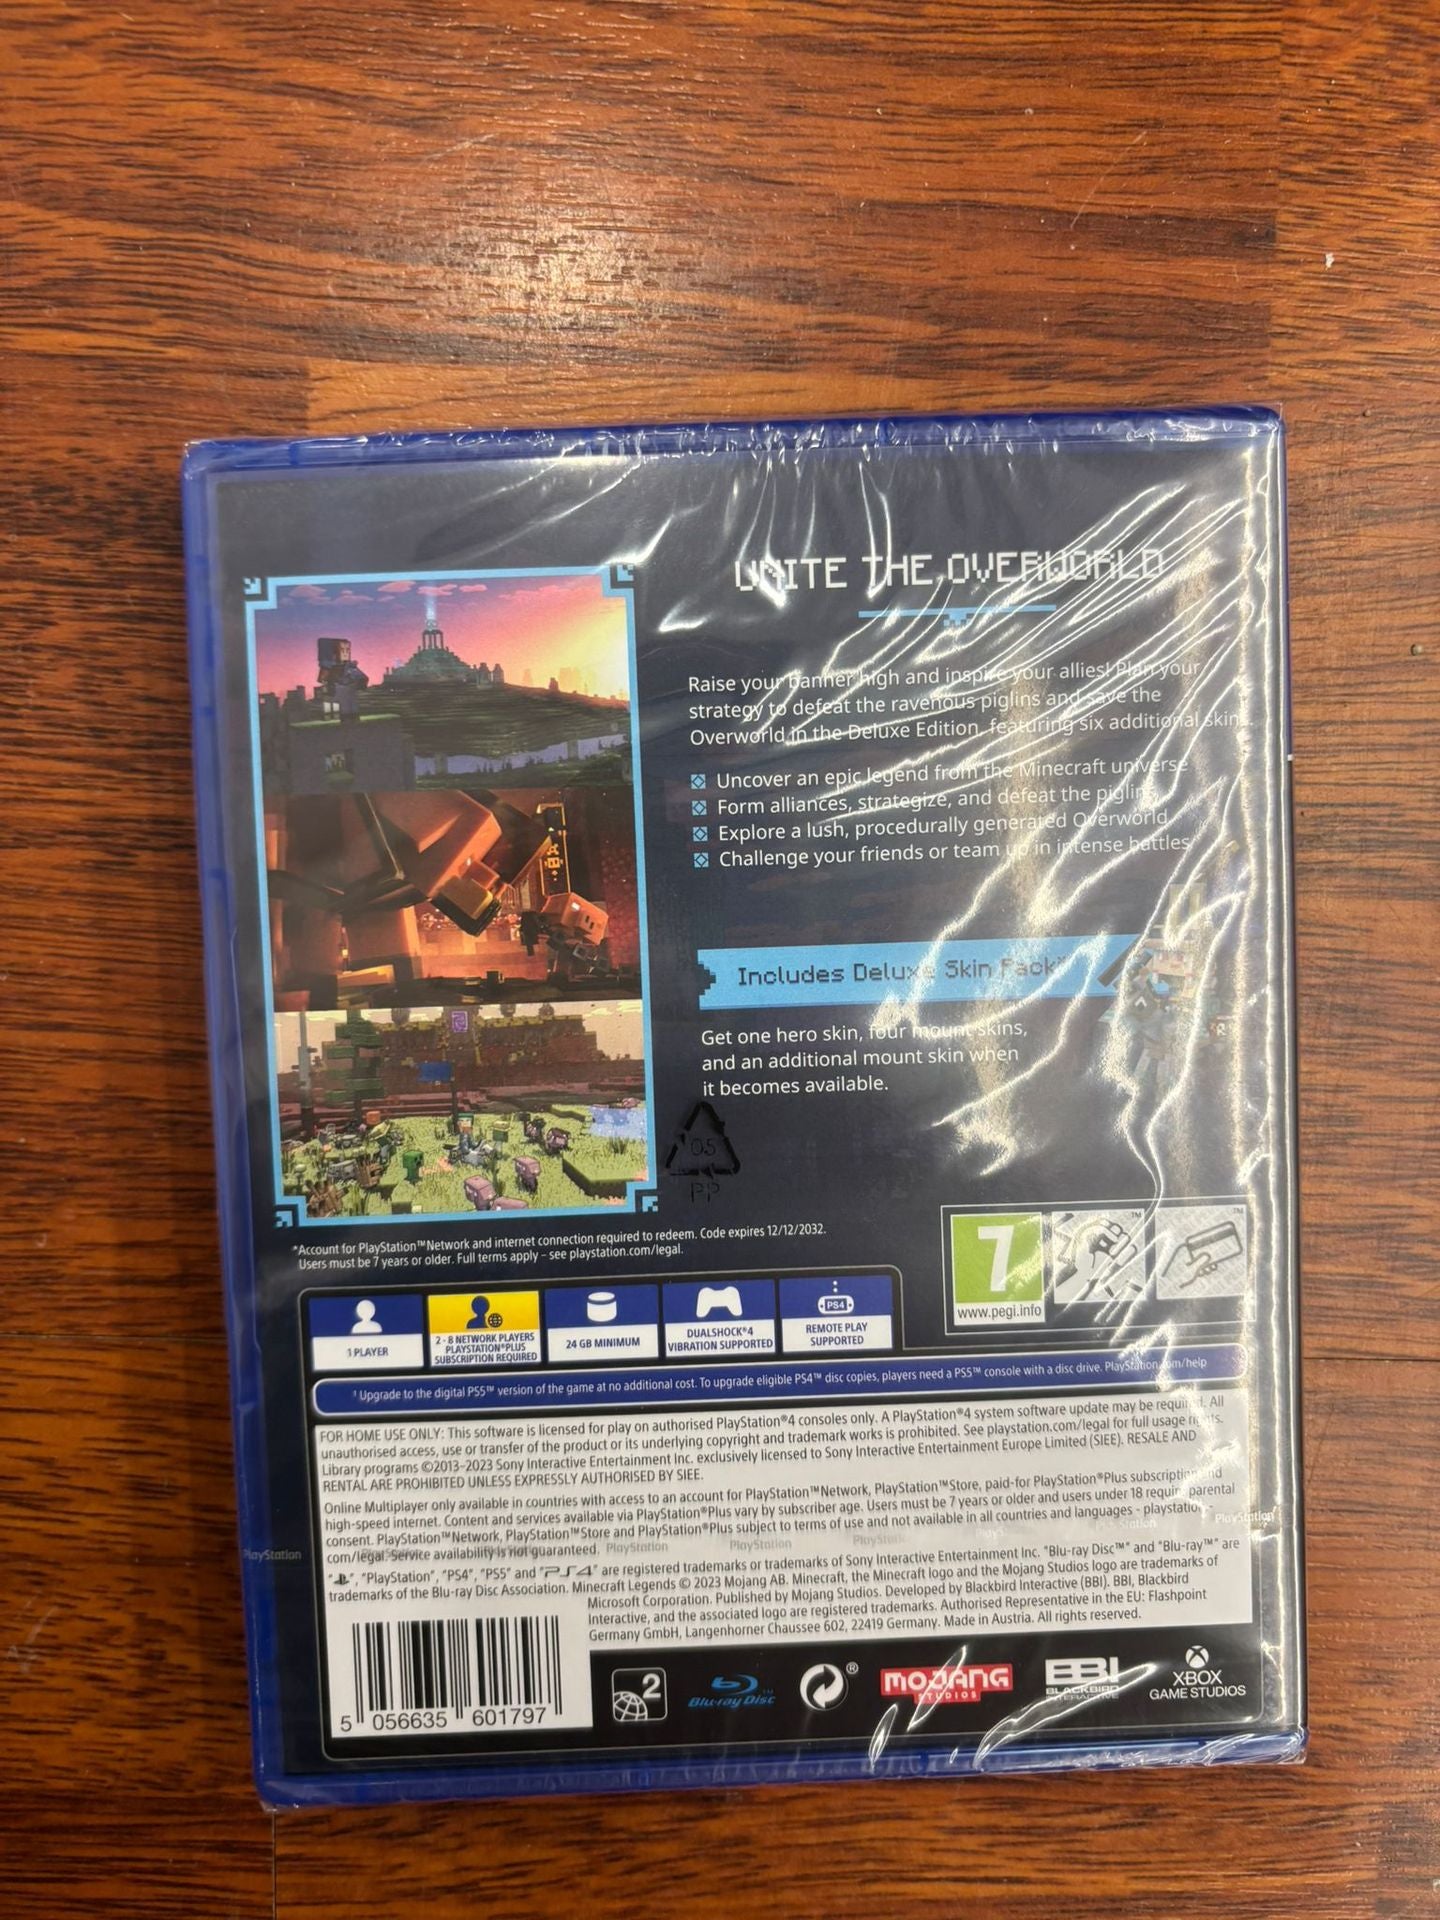 UNITE THE OVERWORLD
Raise your banner high and inspire your allies! Plan your
strategy to defeat the ravenous piglins and save the
Overworld in the Deluxe Edition, featuring six additional skins.
Uncover an epic legend from the Minecraft universe
Form alliances, strategize, and defeat the piglins
Explore a lush, procedurally generated Overworld
Challenge your friends or team up in intense battles
Includes Deluxe Skin Pack*
Get one hero skin, four mount skins,
and an additional mount skin when
it becomes available.
05
PP
*Account for PlayStation™Network and internet connection required to redeem. Code expires 12/12/2032.
Users must be 7 years or older. Full terms apply – see playstation.com/legal.
7
www.pegi.info
1 PLAYER
2 - 8 NETWORK PLAYERS
PLAYSTATION®PLUS
SUBSCRIPTION REQUIRED
24 GB MINIMUM
DUALSHOCK®4
VIBRATION SUPPORTED
PS4
REMOTE PLAY
SUPPORTED
¹ Upgrade to the digital PS5™ version of the game at no additional cost. To upgrade eligible PS4™ disc copies, players need a PS5™ console with a disc drive. PlayStation.com/help
FOR HOME USE ONLY: This software is licensed for play on authorised PlayStation®4 consoles only. A PlayStation®4 system software update may be required. All
unauthorised access, use or transfer of the product or its underlying copyright and trademark works is prohibited. See playstation.com/legal for full usage rights.
Library programs ©2013-2023 Sony Interactive Entertainment Inc. exclusively licensed to Sony Interactive Entertainment Europe Limited (SIEE). RESALE AND
RENTAL ARE PROHIBITED UNLESS EXPRESSLY AUTHORISED BY SIEE.
Online Multiplayer only available in countries with access to an account for PlayStation™Network, PlayStation™Store, paid-for PlayStation®Plus subscription and
high-speed internet. Content and services available via PlayStation®Plus vary by subscriber age. Users must be 7 years or older and users under 18 require parental
consent. PlayStation™Network, PlayStation™Store and PlayStation®Plus subject to terms of use and not available in all countries and languages - playstation.
com/legal. Service availability is not guaranteed.
PlayStation PlayStation PlayStation PlayStation PlayStation PlayStation
"", "PlayStation", "PS4", "PS5" and "PS4" are registered trademarks or trademarks of Sony Interactive Entertainment Inc. "Blu-ray Disc™" and "Blu-ray™" are
trademarks of the Blu-ray Disc Association. Minecraft Legends © 2023 Mojang AB. Minecraft, the Minecraft logo and the Mojang Studios logo are trademarks of
Microsoft Corporation. Published by Mojang Studios. Developed by Blackbird Interactive (BBI). BBI, Blackbird
Interactive, and the associated logo are registered trademarks. Authorised Representative in the EU: Flashpoint
Germany GmbH, Langenhorner Chaussee 602, 22419 Germany. Made in Austria. All rights reserved.
5 056635 601797
2
Blu-ray Disc
®
MOJANG
STUDIOS
BBI
BLACKBIRD
INTERACTIVE
XBOX
GAME STUDIOS